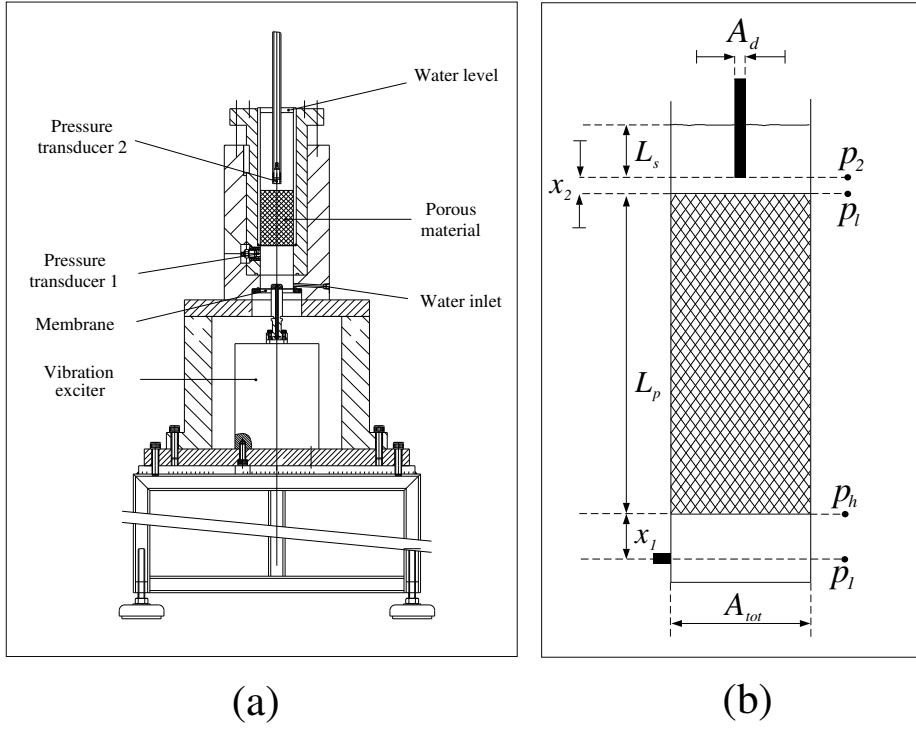 Water level
Pressure
transducer 2
Porous
material
Pressure
transducer 1
Water inlet
Membrane
Vibration
exciter
(a)
A_d
L_s
p_2
x_2
p_l
L_p
p_h
x_1
p_1
A_tot
(b)